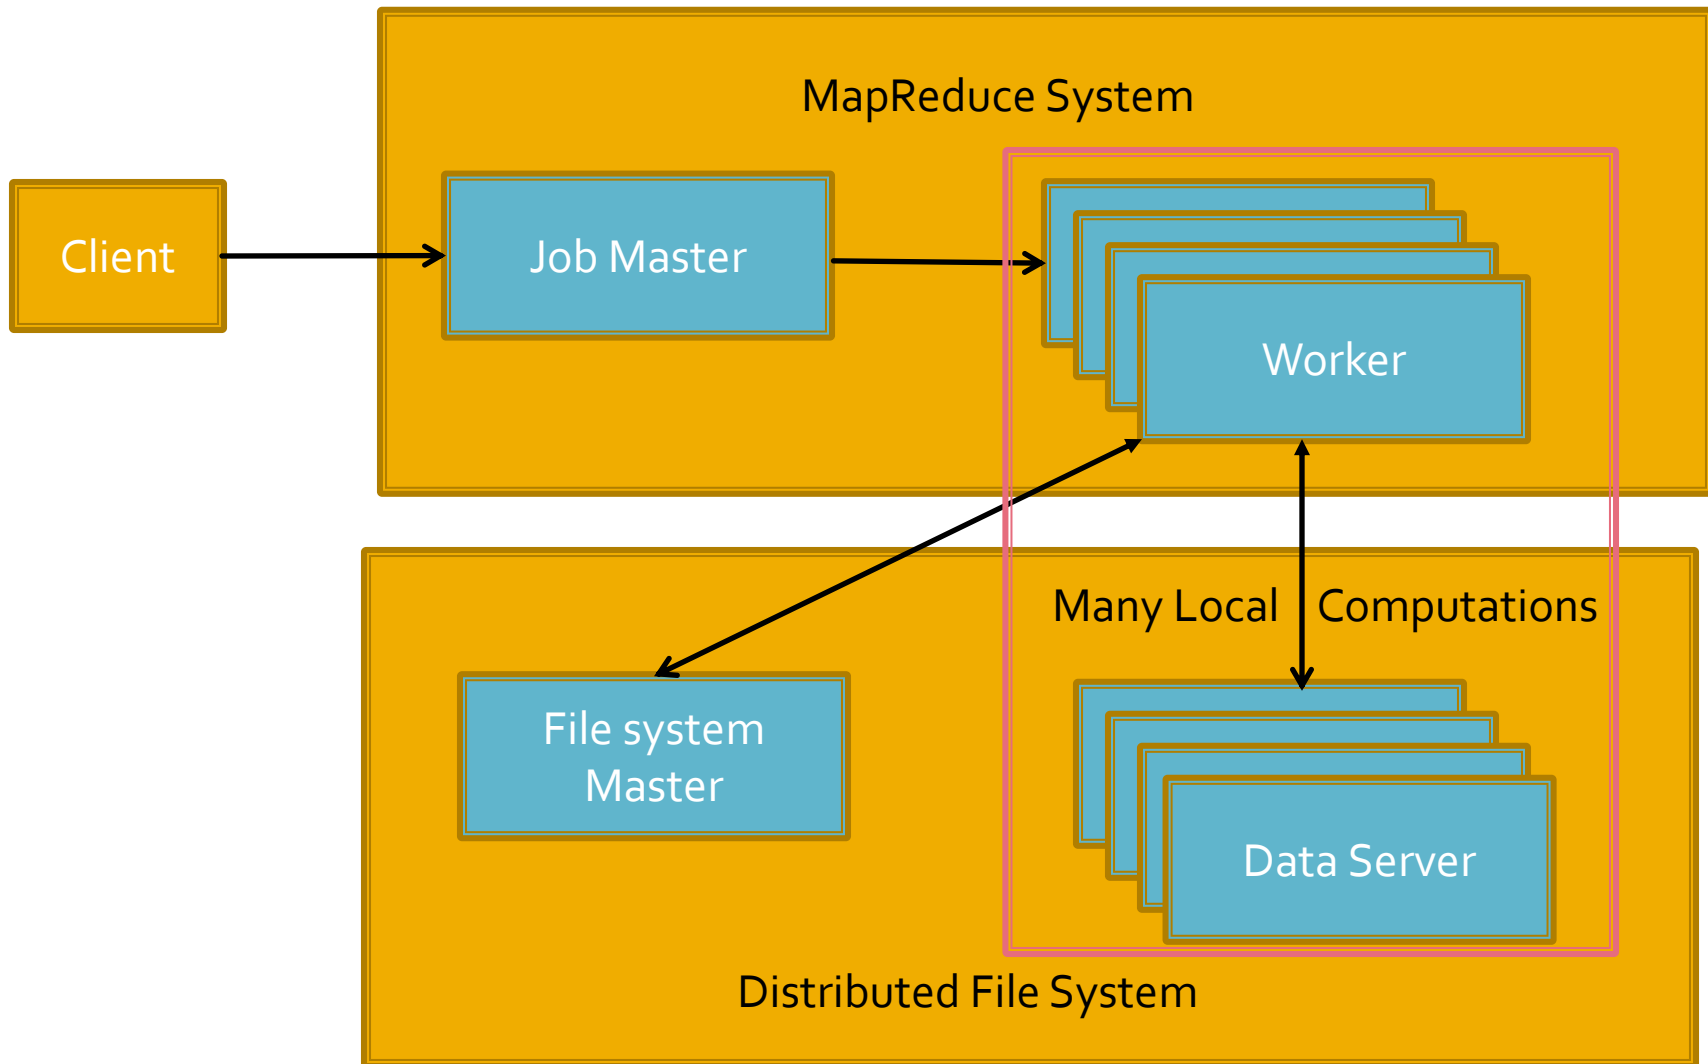 MapReduce System
Client
Job Master
Worker
Many Local Computations
File system
Master
Data Server
Distributed File System